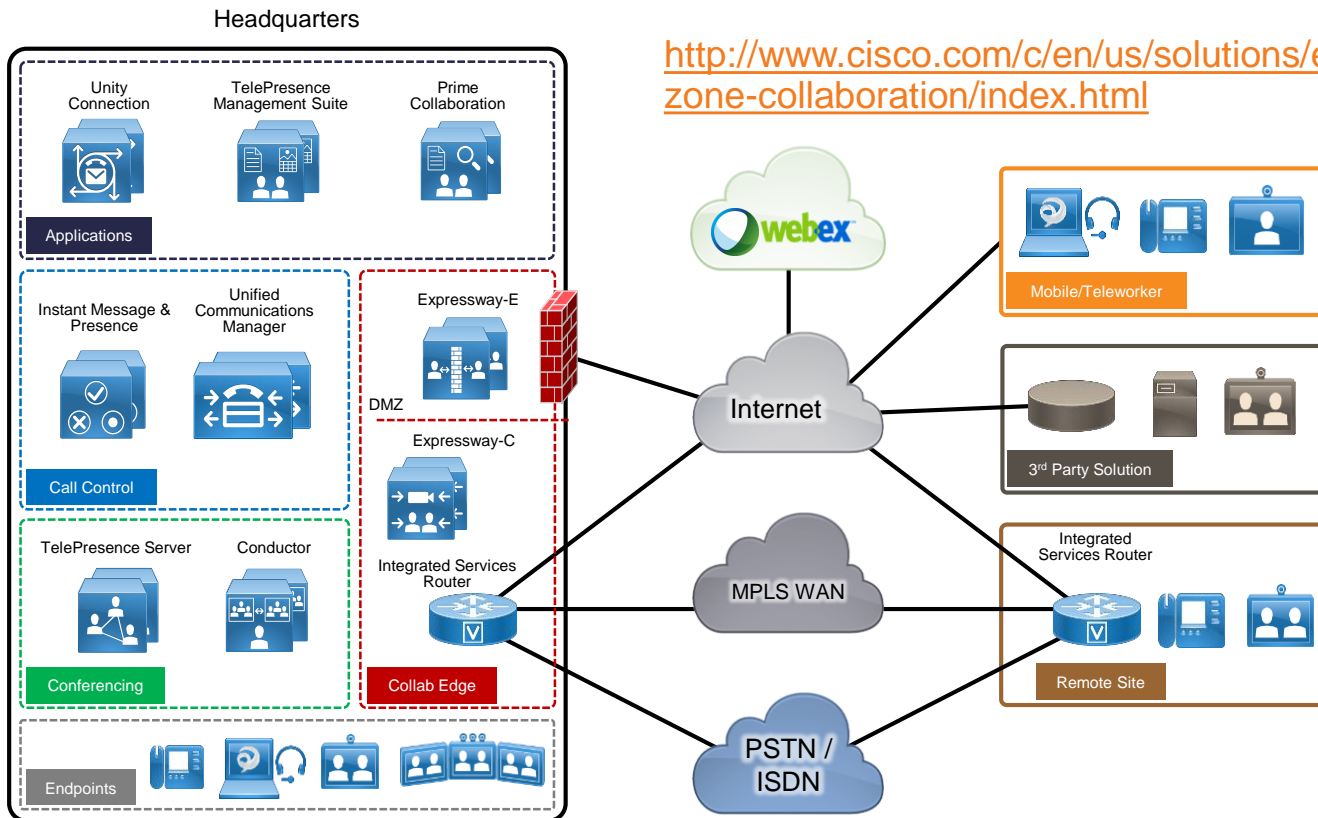 Headquarters
http://www.cisco.com/c/en/us/solutions/e
zone-collaboration/index.html
Unity
Connection
TelePresence
Management Suite
Prime
Collaboration
Applications
Instant Message &
Presence
Unified
Communications
Manager
Call Control
Expressway-E
DMZ
Expressway-C
Integrated Services
Router
V
Collab Edge
TelePresence Server
Conductor
Conferencing
Endpoints
webex
Internet
MPLS WAN
PSTN /
ISDN
Mobile/Teleworker
3rd Party Solution
Integrated
Services Router
V
Remote Site